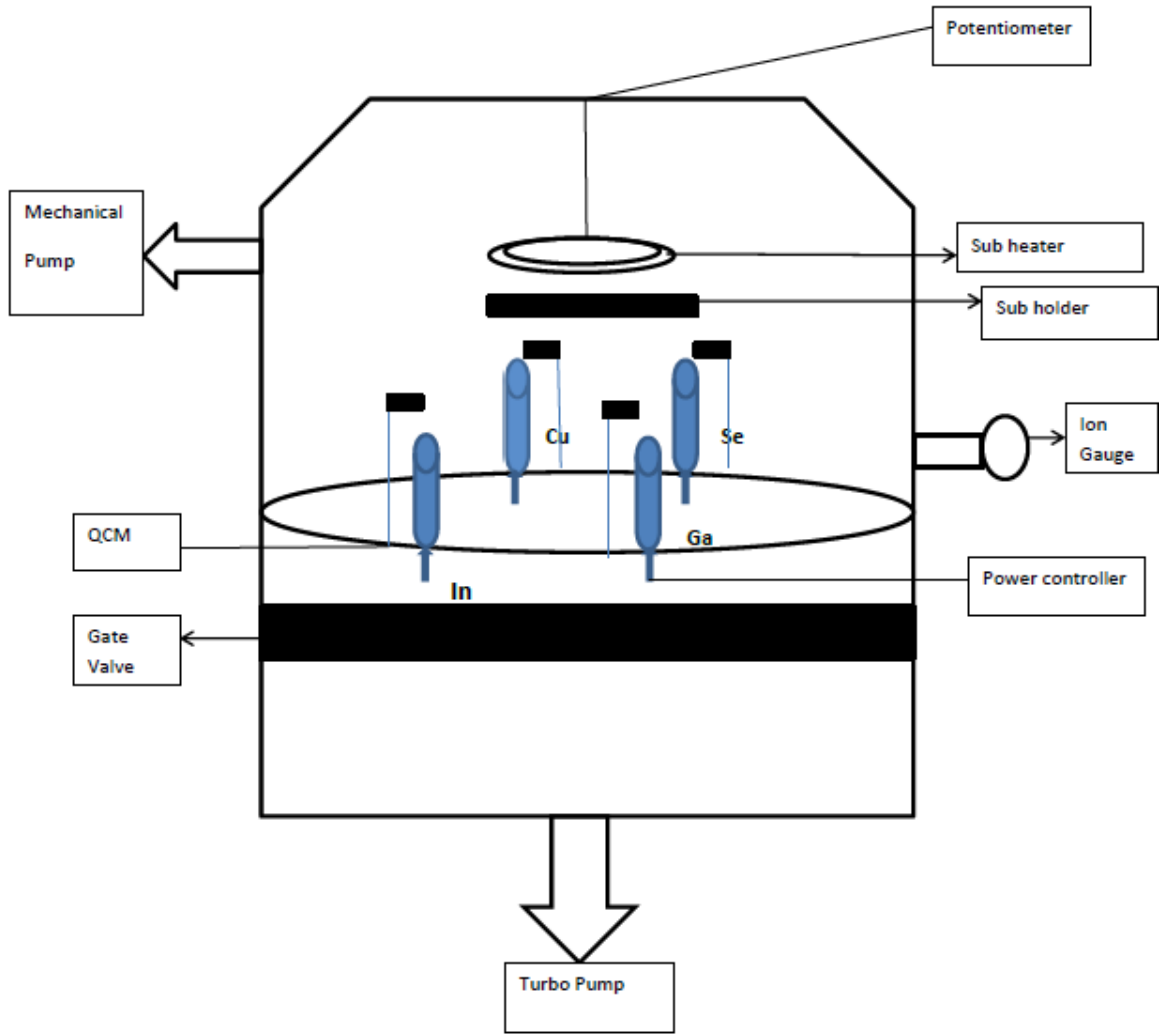 Potentiometer
Mechanical
Pump
Sub heater
Sub holder
Ion
Gauge
Cu
Se
QCM
Ga
Power controller
In
Gate
Valve
Turbo Pump